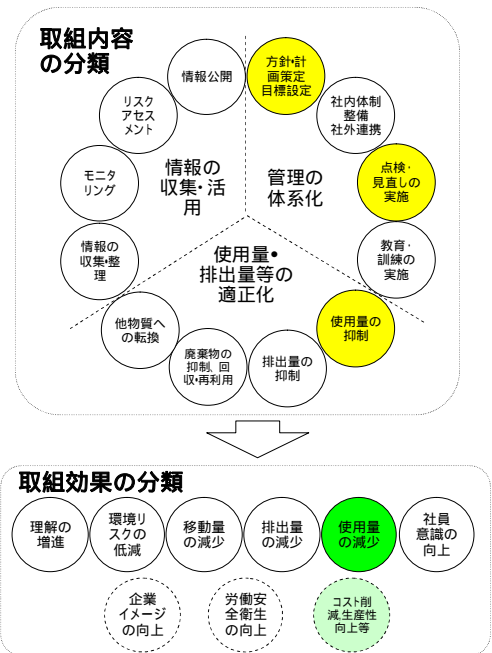 取組内容
の分類
情報公開
方針・計
画策定
目標設定
リスク
アセス
メント
社内体制
整備
社外連携
モニタ
リング
情報の
収集・活
用
管理の
体系化
点検・
見直しの
実施
情報の
収集・整
理
使用量・
排出量等の
適正化
教育・
訓練の
実施
他物質へ
の転換
廃棄物の
抑制、回
収・再利用
排出量の
抑制
使用量の
抑制
取組効果の分類
理解の
増進
環境リ
スクの
低減
移動量
の減少
排出量
の減少
使用量
の減少
社員
意識の
向上
企業
イメージ
の向上
労働安
全衛生
の向上
コスト削
減、生産性
向上等